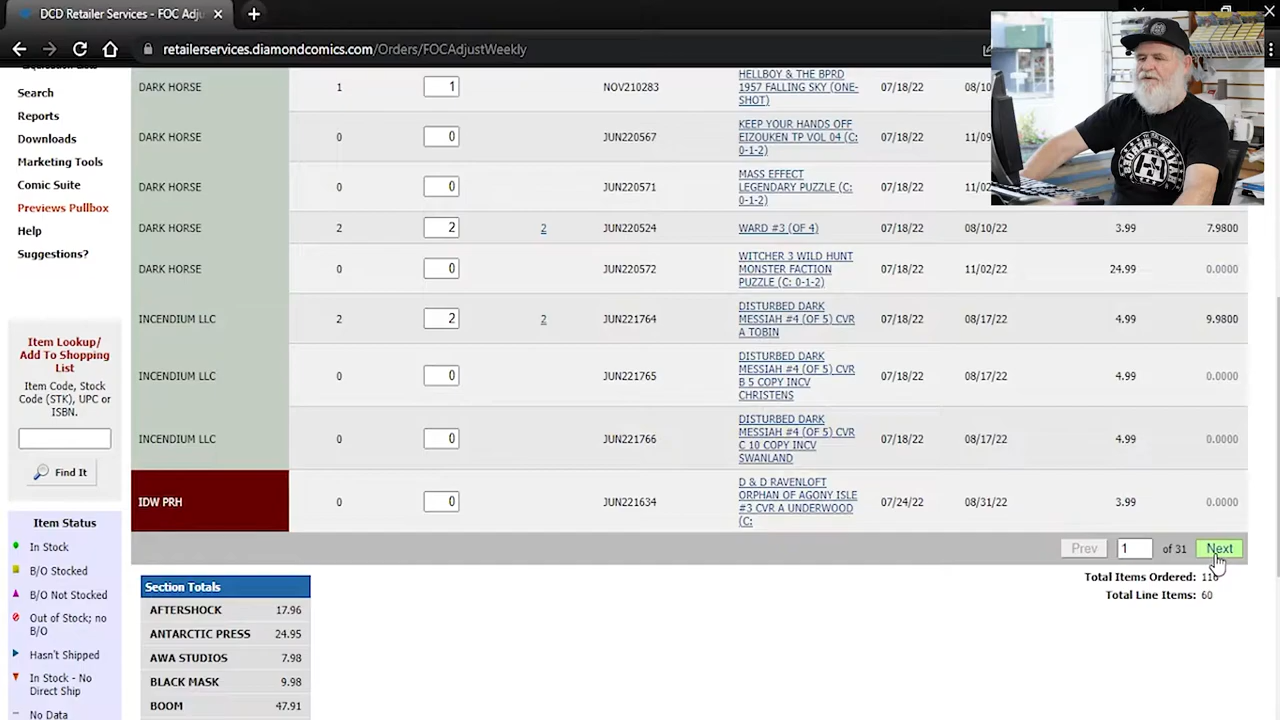 DCD Retailer Services - FOC Adju
retailerservices.diamondcomics.com/Orders/FOCAdjustWeekly
Search
Reports
Downloads
Marketing Tools
Comic Suite
Previews Pullbox
Help
Suggestions?
Item Lookup/
Add To Shopping
List
Item Code, Stock
Code (STK), UPC or
ISBN.
Find It
Item Status
In Stock
B/O Stocked
B/O Not Stocked
Out of Stock; no
B/O
Hasn't Shipped
In Stock - No
Direct Ship
No Data
DARK HORSE 1 1 NOV210283 HELLBOY & THE BPRD 07/18/22 08/10
1957 FALLING SKY (ONE-
SHOT)
DARK HORSE 0 0 JUN220567 KEEP YOUR HANDS OFF 07/18/22 11/09
EIZOUKEN TP VOL 04 (C:
0-1-2)
DARK HORSE 0 0 JUN220571 MASS EFFECT 07/18/22 11/02
LEGENDARY PUZZLE (C:
0-1-2)
DARK HORSE 2 2 2 JUN220524 WARD #3 (OF 4) 07/18/22 08/10/22 3.99 7.9800
DARK HORSE 0 0 JUN220572 WITCHER 3 WILD HUNT 07/18/22 11/02/22 24.99 0.0000
MONSTER FACTION
PUZZLE (C: 0-1-2)
INCENDIUM LLC 2 2 2 JUN221764 DISTURBED DARK 07/18/22 08/17/22 4.99 9.9800
MESSIAH #4 (OF 5) CVR
A TOBIN
INCENDIUM LLC 0 0 JUN221765 DISTURBED DARK 07/18/22 08/17/22 4.99 0.0000
MESSIAH #4 (OF 5) CVR
B 5 COPY INCV
CHRISTENS
INCENDIUM LLC 0 0 JUN221766 DISTURBED DARK 07/18/22 08/17/22 4.99 0.0000
MESSIAH #4 (OF 5) CVR
C 10 COPY INCV
SWANLAND
IDW PRH 0 0 JUN221634 D & D RAVENLOFT 07/24/22 08/31/22 3.99 0.0000
ORPHAN OF AGONY ISLE
#3 CVR A UNDERWOOD
(C:
Prev 1 of 31 Next
Total Items Ordered: 116
Total Line Items: 60
Section Totals
AFTERSHOCK 17.96
ANTARCTIC PRESS 24.95
AWA STUDIOS 7.98
BLACK MASK 9.98
BOOM 47.91